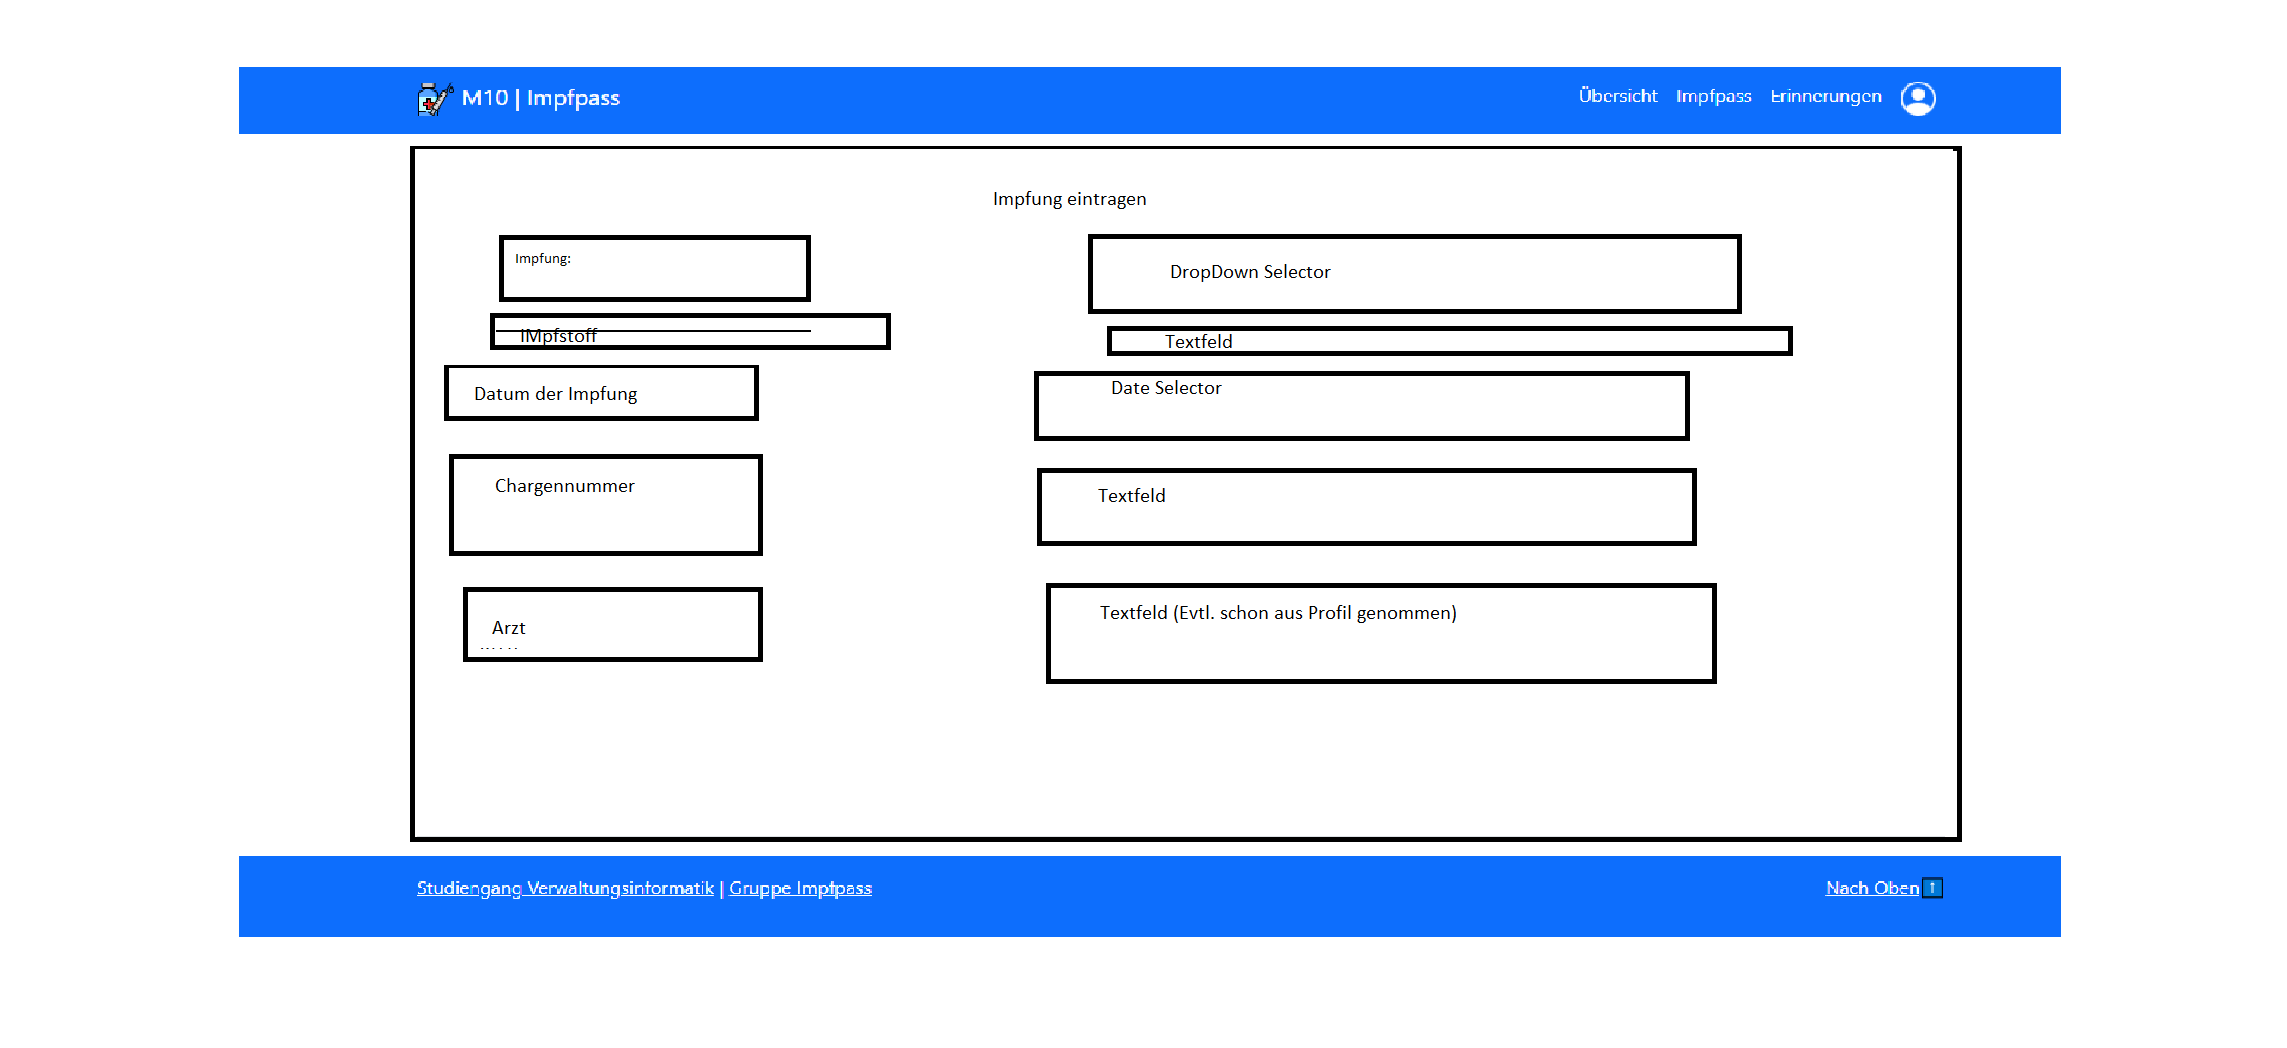 M10 | Impfpass
Übersicht Impfpass Erinnerungen
Impfung eintragen
Impfung:
DropDown Selector
IMpfstoff
Textfeld
Datum der Impfung
Date Selector
Chargennummer
Textfeld
Arzt
Textfeld (Evtl. schon aus Profil genommen)
Studiengang Verwaltungsinformatik | Gruppe Impfpass
Nach Oben